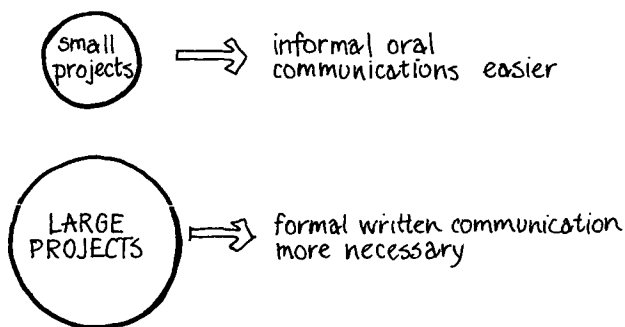 small
projects
informal oral
communications easier
LARGE
PROJECTS
formal written communication
more necessary